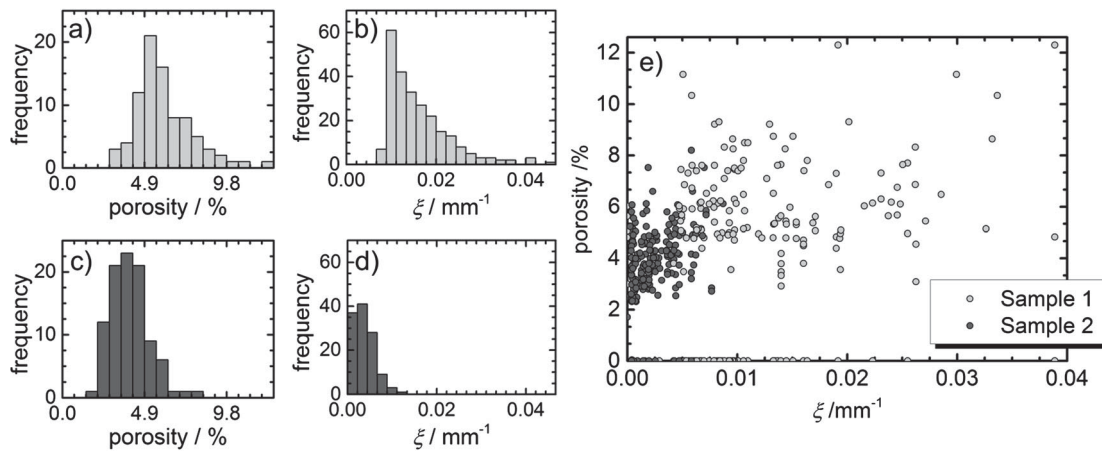 a)
frequency
20
10
0
0.0
4.9
9.8
porosity / %
b)
frequency
60
40
20
0
0.00
0.02
0.04
ξ / mm⁻¹
c)
frequency
20
10
0
0.0
4.9
9.8
porosity / %
d)
frequency
60
40
20
0
0.00
0.02
0.04
ξ / mm⁻¹
e)
porosity /%
12
10
8
6
4
2
0
0.00
0.01
0.02
0.03
0.04
ξ /mm⁻¹
Sample 1
Sample 2